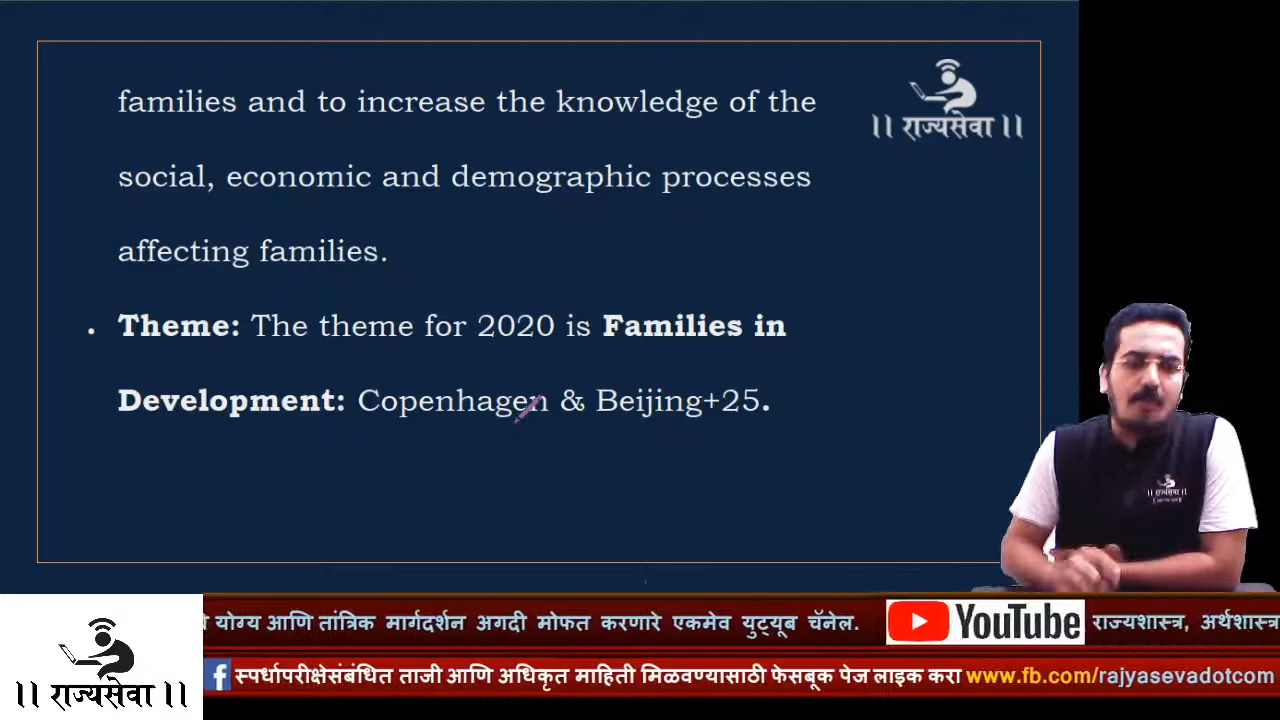 families and to increase the knowledge of the
।। राज्यसेवा ।।
social, economic and demographic processes
affecting families.
• Theme: The theme for 2020 is Families in
Development: Copenhagen & Beijing+25.
।। राज्यसेवा ।।
योग्य आणि तांत्रिक मार्गदर्शन अगदी मोफत करणारे एकमेव युट्यूब चॅनेल. YouTube राज्यशास्त्र, अर्थशास्त्र
स्पर्धापरीक्षेसंबंधित ताजी आणि अधिकृत माहिती मिळवण्यासाठी फेसबूक पेज लाइक करा www.fb.com/rajyasevadotcom
।। राज्यसेवा ।।